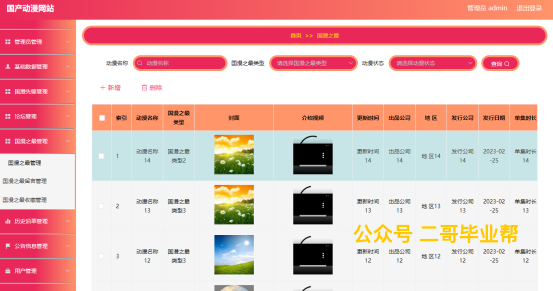 国产动漫网站
管理员 admin 退出登录
管理员管理
基础数据管理
国漫头部管理
论坛管理
国漫之最管理
国漫之最管理
国漫之最留言管理
国漫之最收藏管理
历史沿革管理
公告信息管理
用户管理
首页 >> 国漫之最
动漫名称 动漫名称 国漫之最类型 请选择国漫之最类型 动漫状态 请选择动漫状态 查询
+ 新增 删除
索引 动漫名称 国漫之最类型 封面 介绍视频 更新时间 出品公司 地 区 发行公司 发行日期 单集时长
1 动漫名称14 国漫之最类型2 更新时间14 出品公司14 地 区14 发行公司14 2023-02-25 单集时长14
2 动漫名称13 国漫之最类型3 更新时间13 出品公司13 地 区13 发行公司13 2023-02-25 单集时长13
3 动漫名称12 国漫之最类型3 更新时间12 出品公司12 地 区12 发行公司12 2023-02-25 单集时长12
公众号 二哥毕业帮